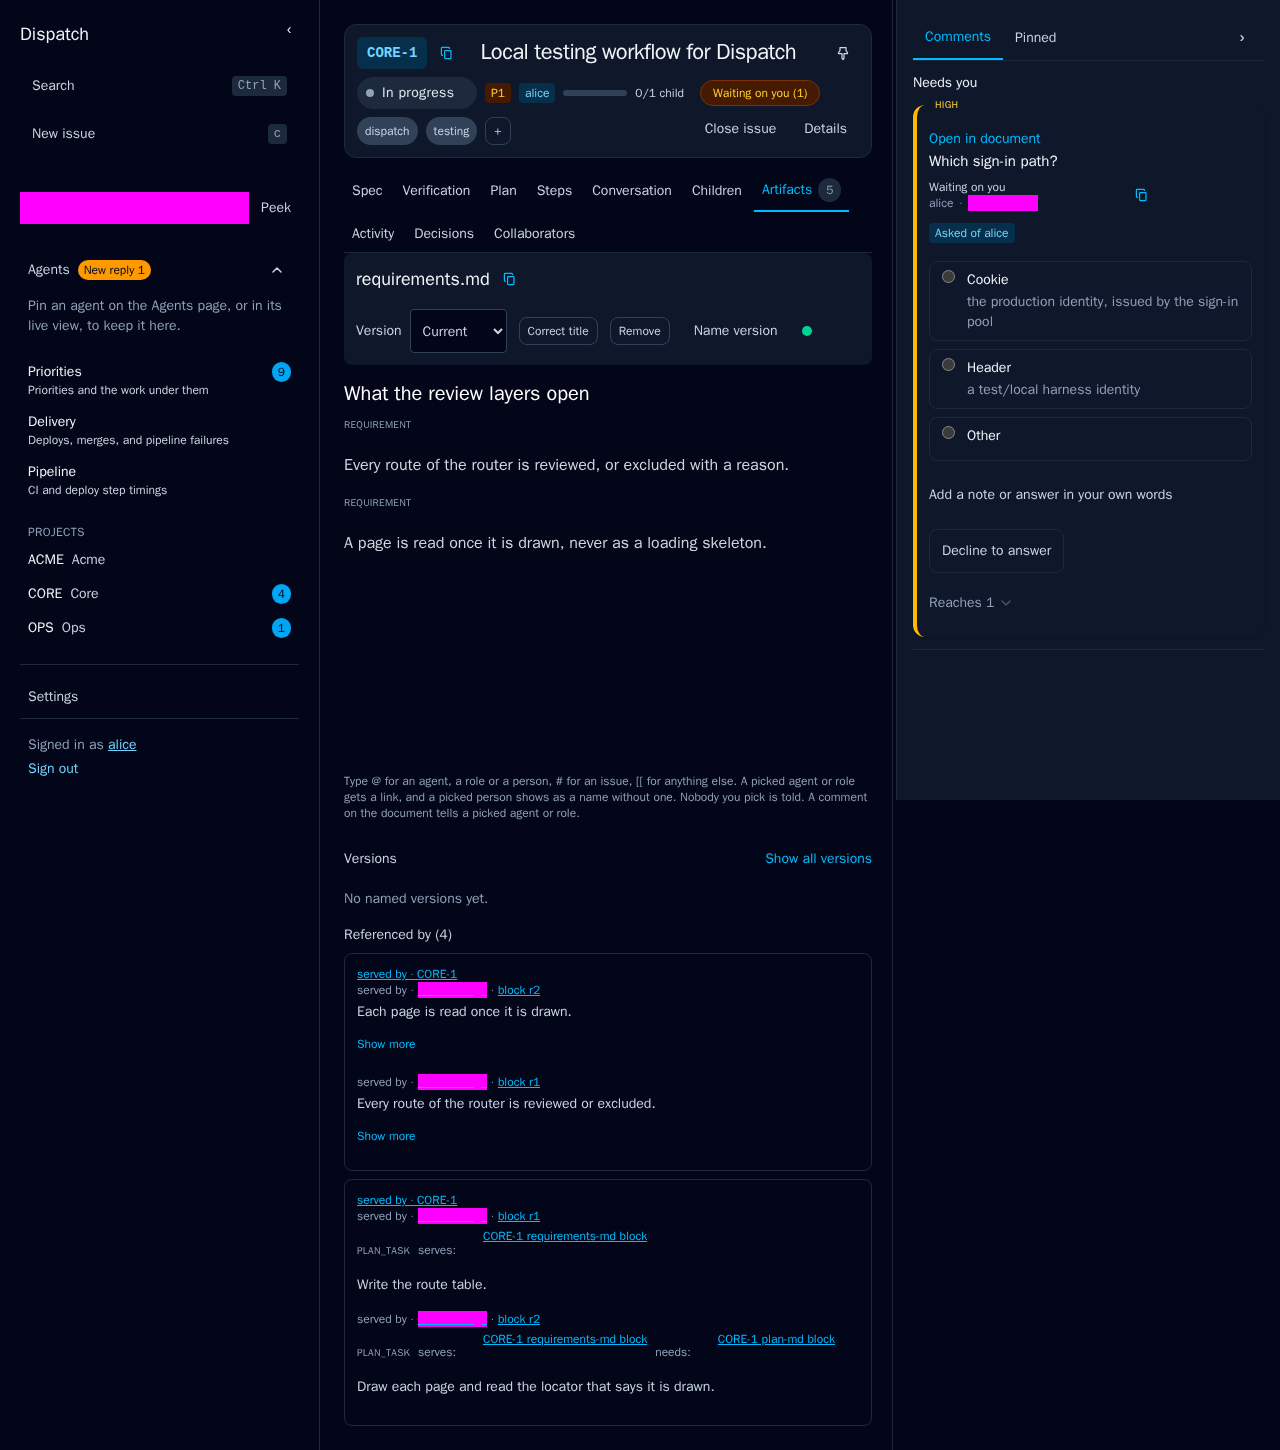 Dispatch
‹
Search
Ctrl K
New issue
C
Peek
Agents
New reply 1
Pin an agent on the Agents page, or in its
live view, to keep it here.
Priorities
9
Priorities and the work under them
Delivery
Deploys, merges, and pipeline failures
Pipeline
CI and deploy step timings
PROJECTS
ACME Acme
CORE Core
4
OPS Ops
1
Settings
Signed in as alice
Sign out
CORE-1
Local testing workflow for Dispatch
In progress
P1
alice
0/1 child
Waiting on you (1)
dispatch
testing
+
Close issue
Details
Spec
Verification
Plan
Steps
Conversation
Children
Artifacts 5
Activity
Decisions
Collaborators
requirements.md
Version
Current
Correct title
Remove
Name version
What the review layers open
REQUIREMENT
Every route of the router is reviewed, or excluded with a reason.
REQUIREMENT
A page is read once it is drawn, never as a loading skeleton.
Type @ for an agent, a role or a person, # for an issue, [[ for anything else. A picked agent or role
gets a link, and a picked person shows as a name without one. Nobody you pick is told. A comment
on the document tells a picked agent or role.
Versions
Show all versions
No named versions yet.
Referenced by (4)
served by · CORE-1
served by · · block r2
Each page is read once it is drawn.
Show more
served by · · block r1
Every route of the router is reviewed or excluded.
Show more
served by · CORE-1
served by · · block r1
CORE-1 requirements-md block
PLAN_TASK serves:
Write the route table.
served by · · block r2
CORE-1 requirements-md block
CORE-1 plan-md block
PLAN_TASK serves:
needs:
Draw each page and read the locator that says it is drawn.
Comments
Pinned
›
Needs you
HIGH
Open in document
Which sign-in path?
Waiting on you
alice ·
Asked of alice
Cookie
the production identity, issued by the sign-in
pool
Header
a test/local harness identity
Other
Add a note or answer in your own words
Decline to answer
Reaches 1